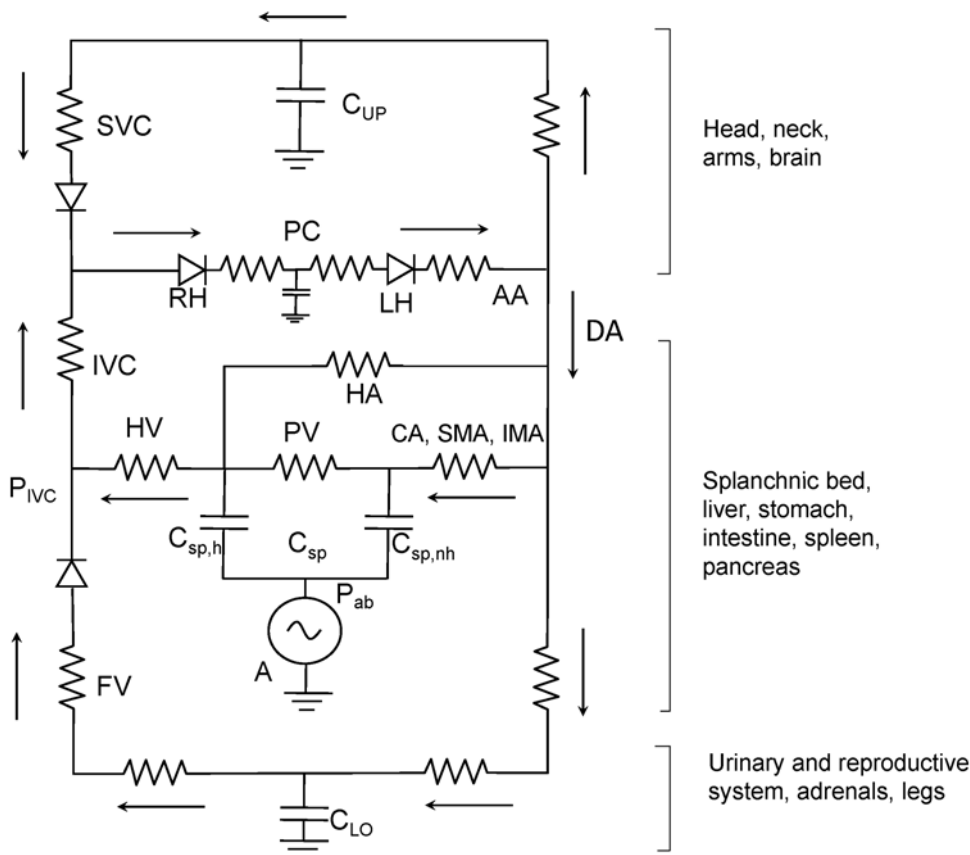 C_UP
SVC
Head, neck,
arms, brain
PC
RH
LH
AA
DA
IVC
HA
HV
PV
CA, SMA, IMA
P_IVC
C_sp,h
C_sp
C_sp,nh
P_ab
A
Splanchnic bed,
liver, stomach,
intestine, spleen,
pancreas
FV
C_LO
Urinary and reproductive
system, adrenals, legs